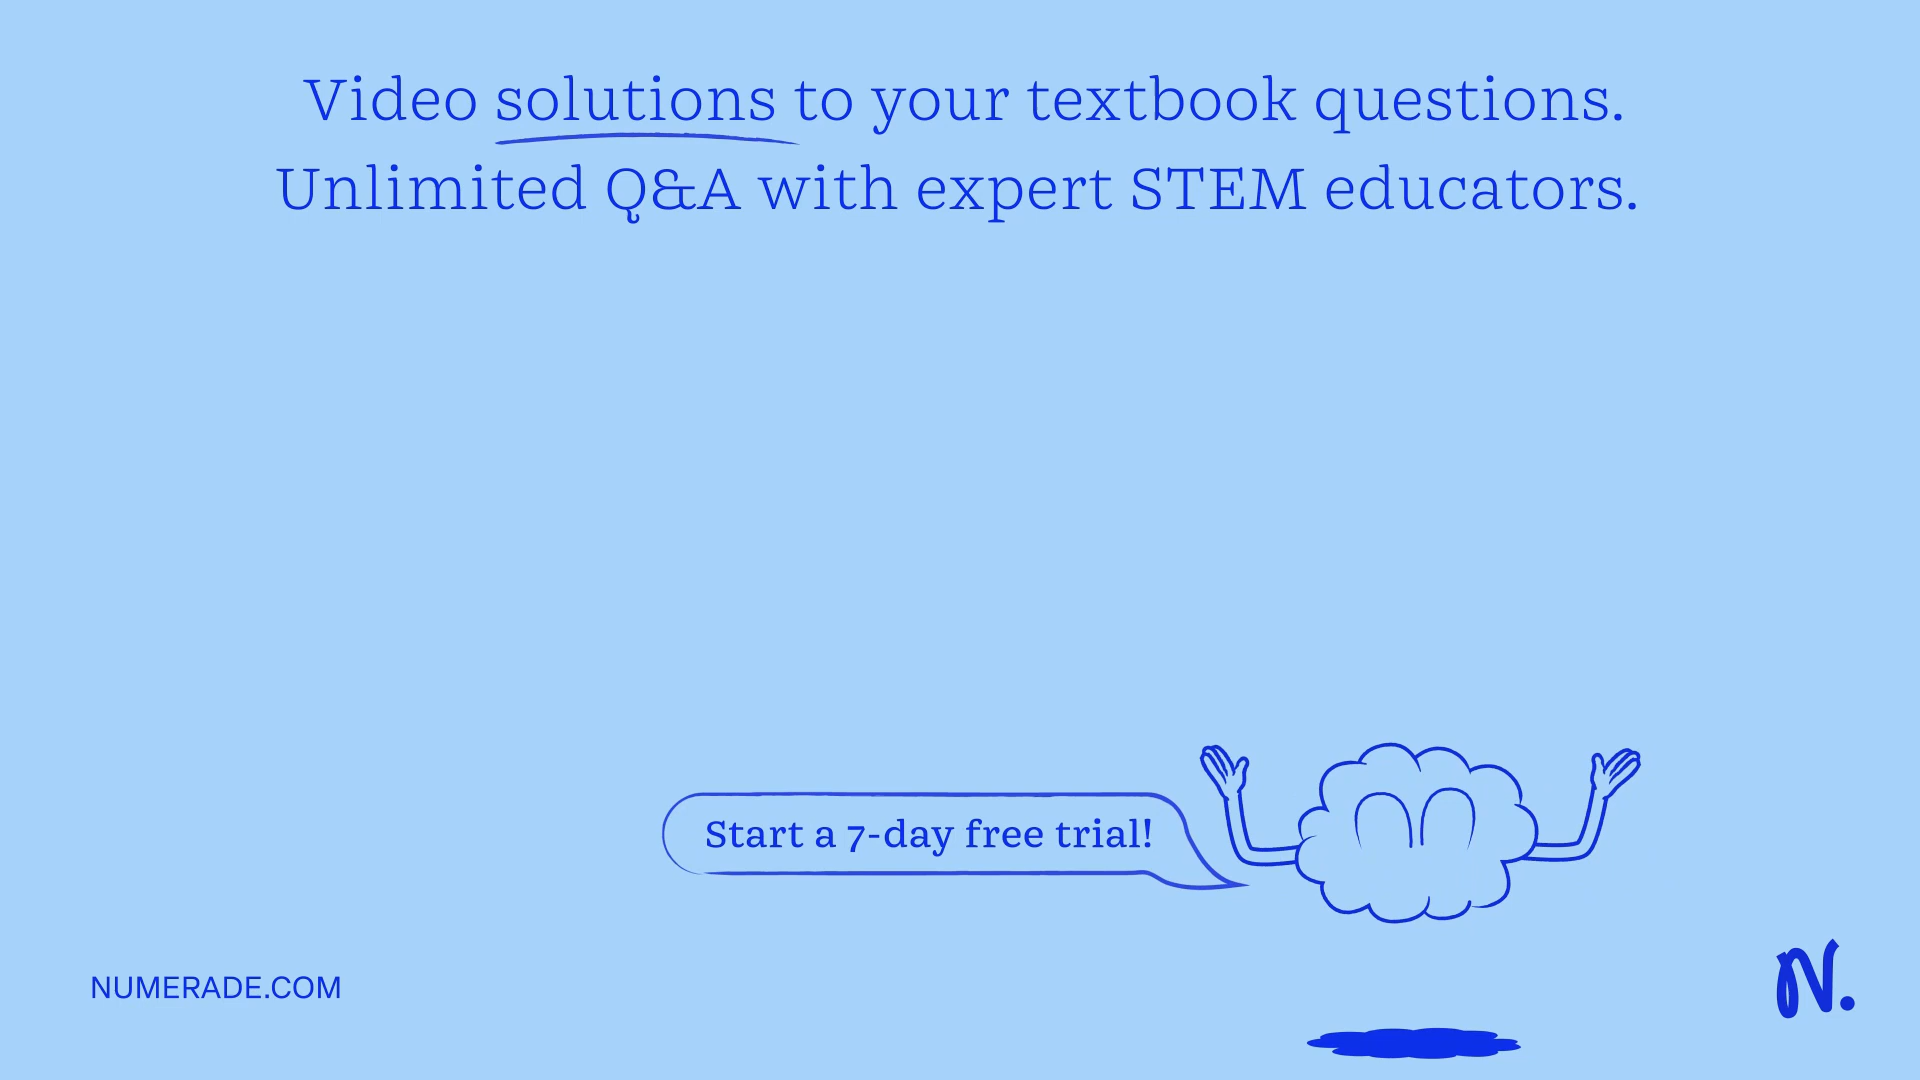 Video solutions to your textbook questions.
Unlimited Q&A with expert STEM educators.
Start a 7-day free trial!
NUMERADE.COM
N.